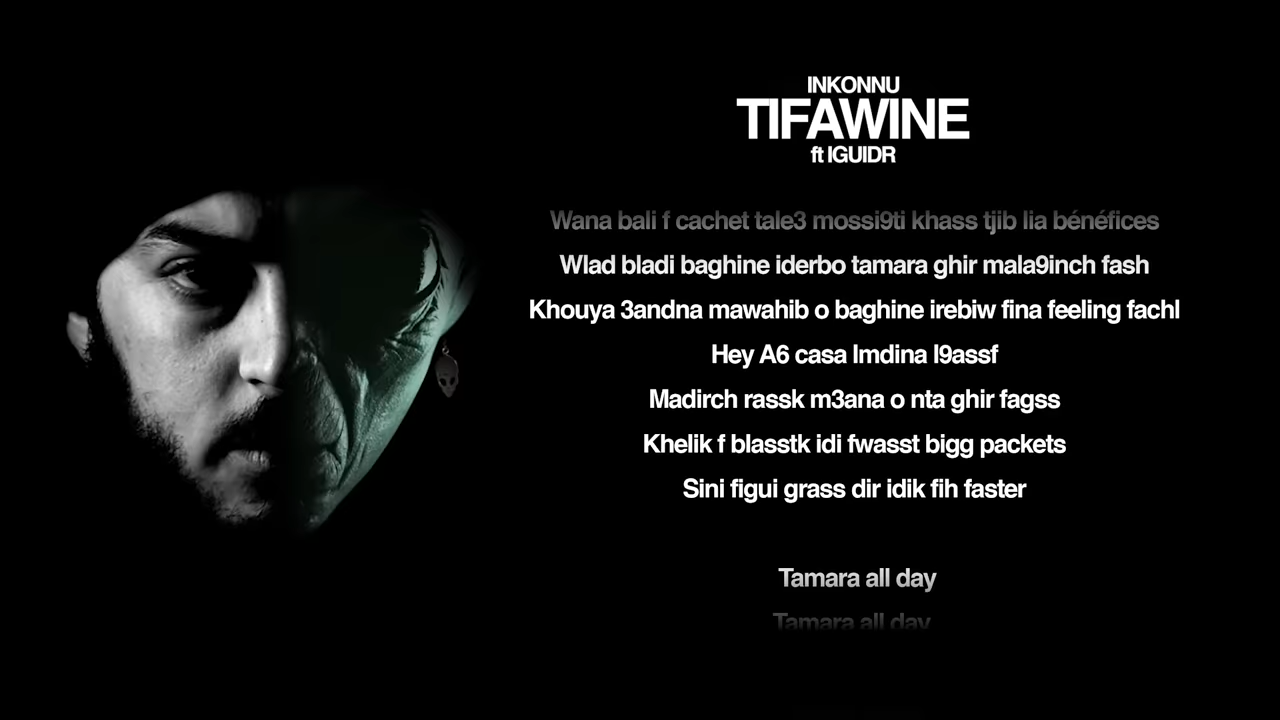 INKONNU
TIFAWINE
ft IGUIDR
Wana bali f cachet tale3 mossi9ti khass tjib lia bénéfices
Wlad bladi baghine iderbo tamara ghir mala9inch fash
Khouya 3andna mawahib o baghine irebiw fina feeling fachl
Hey A6 casa lmdina l9assf
Madirch rassk m3ana o nta ghir fagss
Khelik f blasstk idi fwasst bigg packets
Sini figui grass dir idik fih faster
Tamara all day
Tamara all day